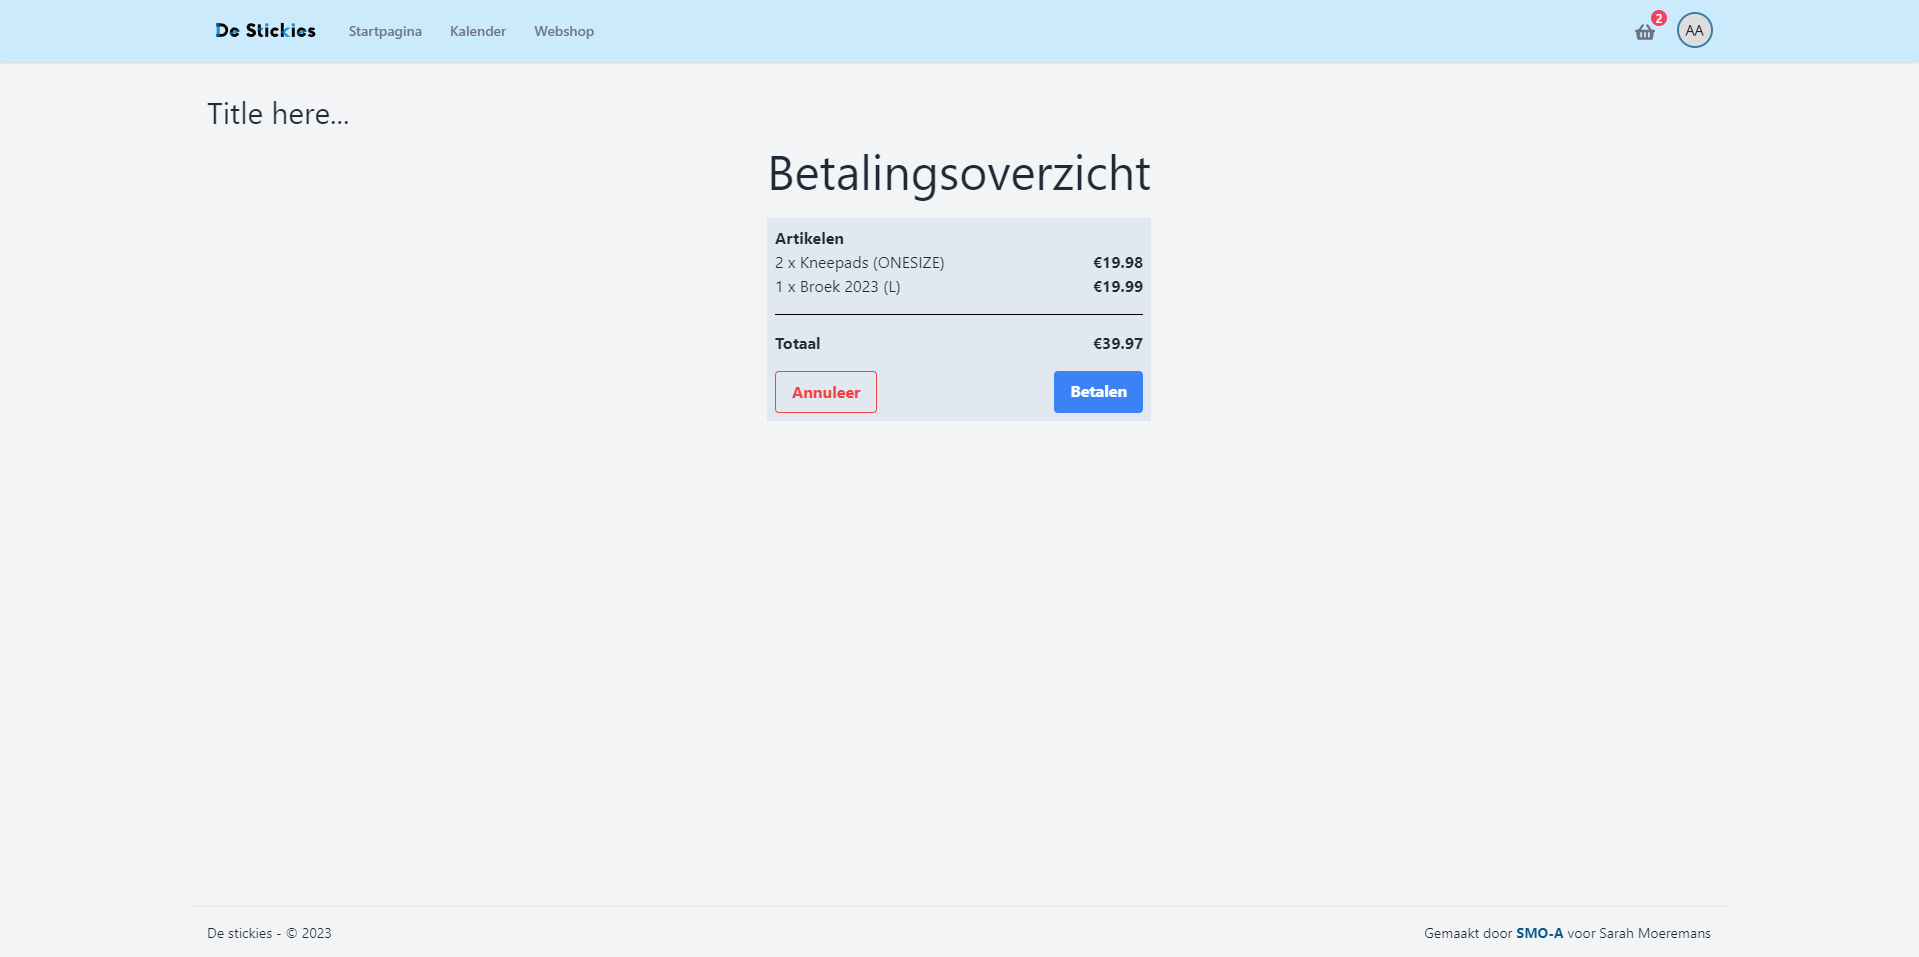 De Stickies Startpagina Kalender Webshop 2 AA
Title here...
Betalingsoverzicht
Artikelen
2 x Kneepads (ONESIZE) €19.98
1 x Broek 2023 (L) €19.99
Totaal €39.97
Annuleer Betalen
De stickies - © 2023 Gemaakt door SMO-A voor Sarah Moeremans